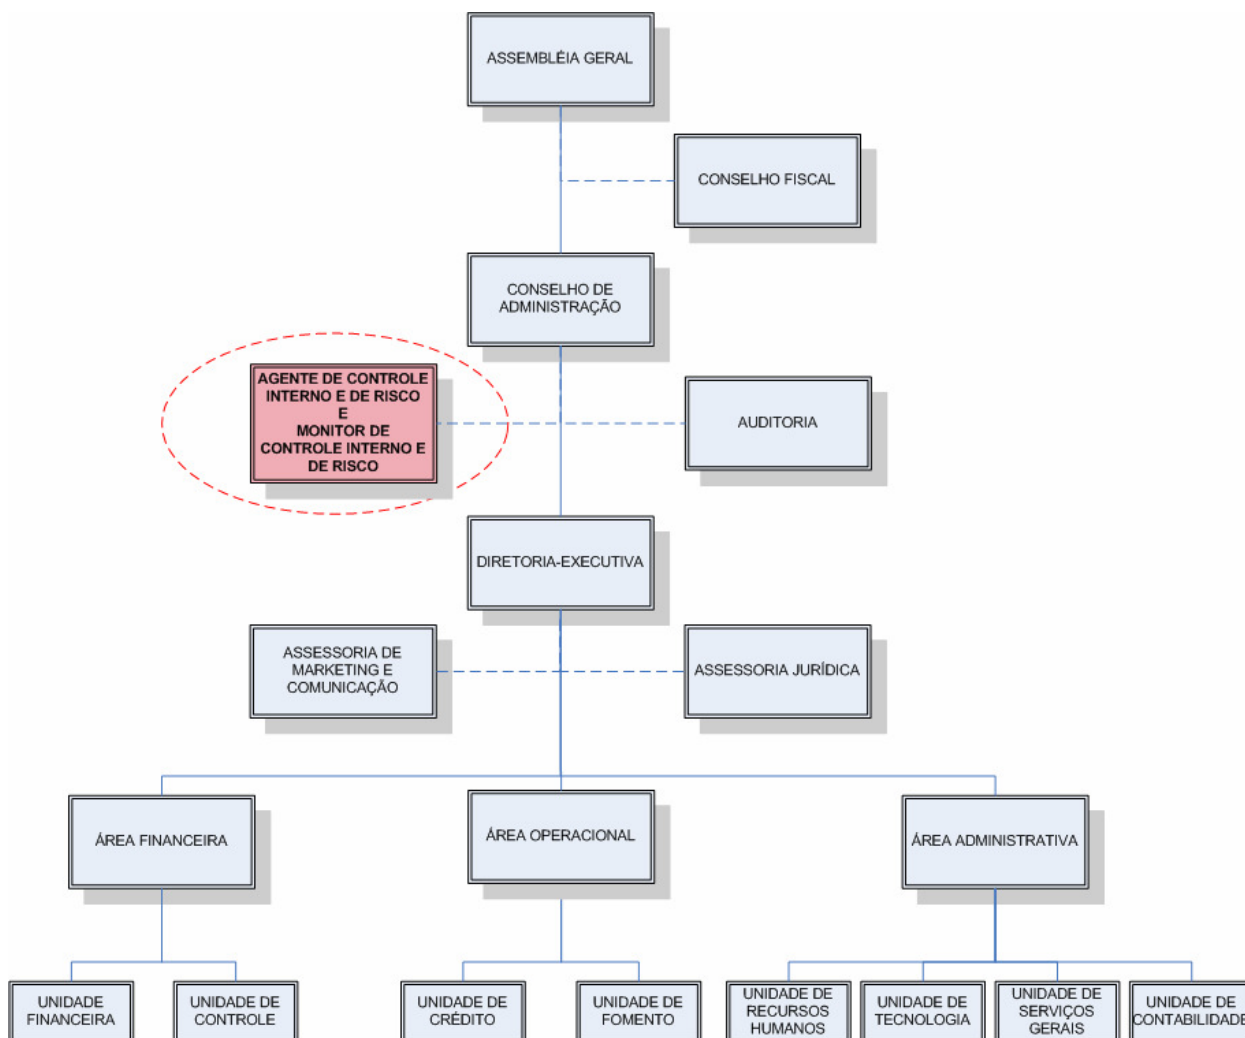 ASSEMBLÉIA GERAL
CONSELHO FISCAL
CONSELHO DE
ADMINISTRAÇÃO
AGENTE DE CONTROLE
INTERNO E DE RISCO
E
MONITOR DE
CONTROLE INTERNO E
DE RISCO
AUDITORIA
DIRETORIA-EXECUTIVA
ASSESSORIA DE
MARKETING E
COMUNICAÇÃO
ASSESSORIA JURÍDICA
ÁREA FINANCEIRA
ÁREA OPERACIONAL
ÁREA ADMINISTRATIVA
UNIDADE
FINANCEIRA
UNIDADE DE
CONTROLE
UNIDADE DE
CRÉDITO
UNIDADE DE
FOMENTO
UNIDADE DE
RECURSOS
HUMANOS
UNIDADE DE
TECNOLOGIA
UNIDADE DE
SERVIÇOS
GERAIS
UNIDADE DE
CONTABILIDADE